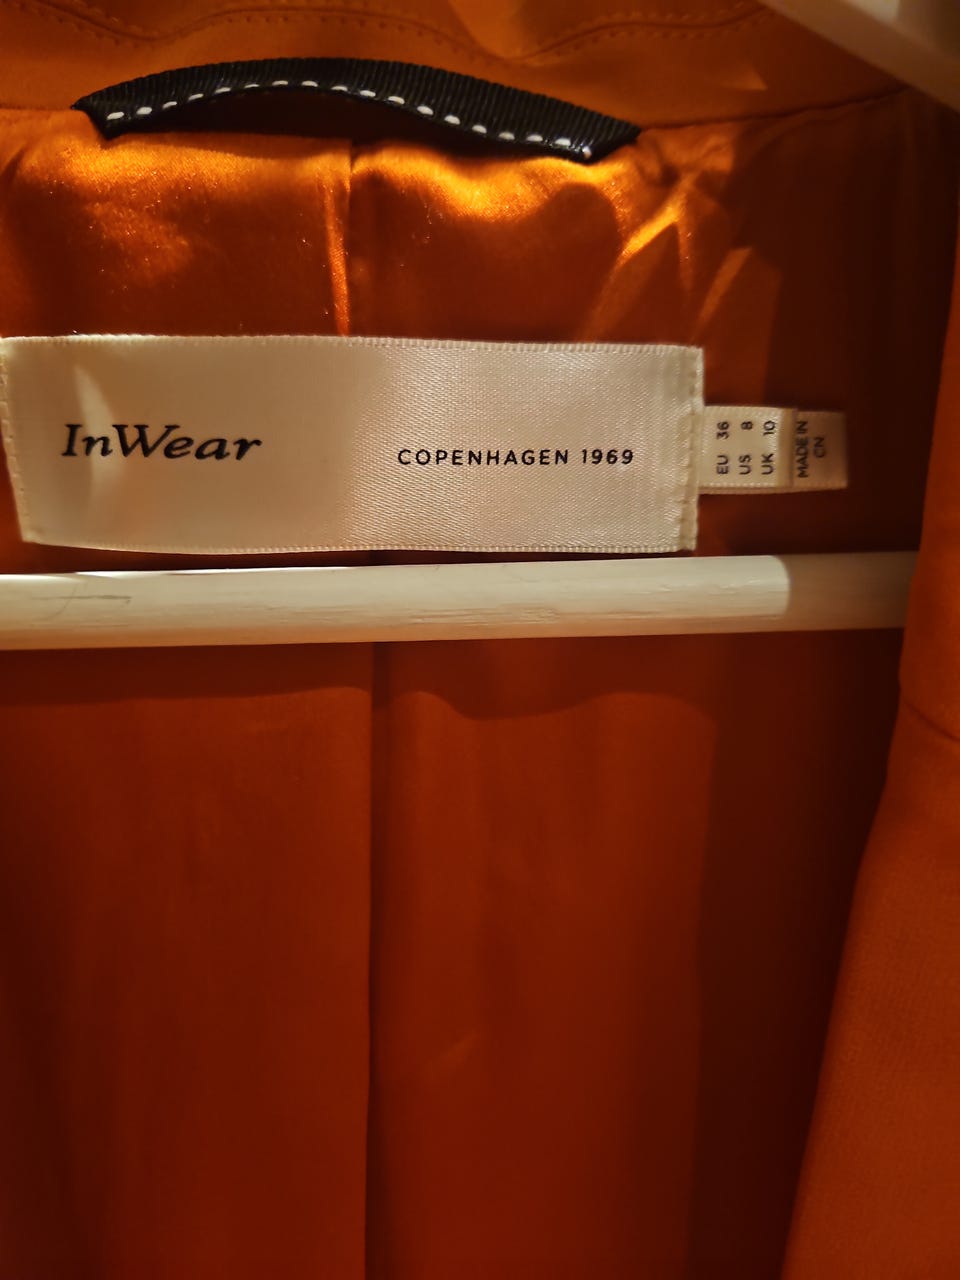 InWear
COPENHAGEN 1969
EU 36
US 8
UK 10
MADE IN
CN